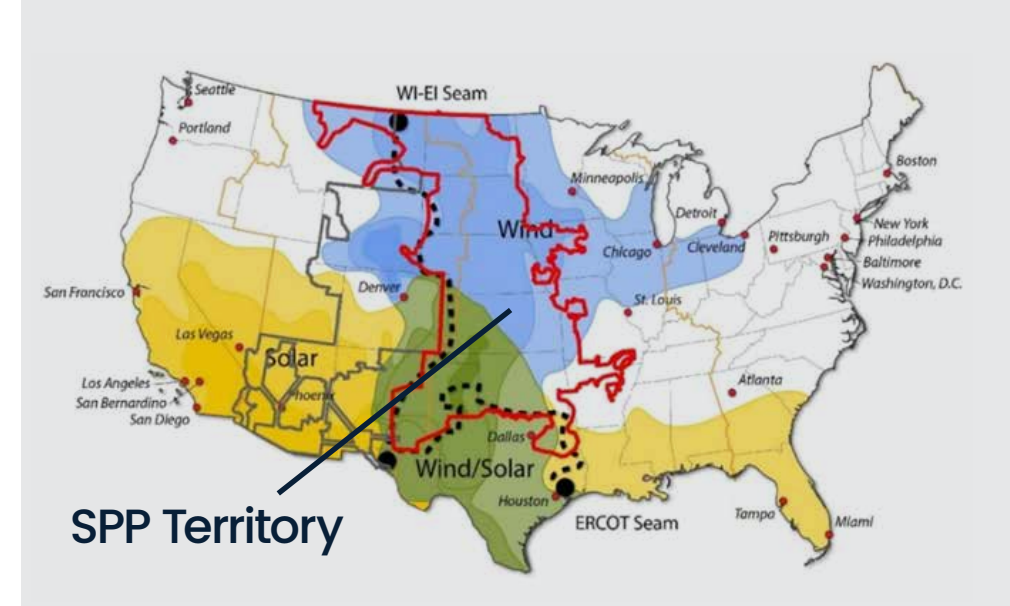 WI-EI Seam
Seattle
Portland
Boston
Minneapolis
Detroit
New York
Wind
Pittsburgh
Philadelphia
Chicago
Cleveland
Baltimore
Washington, D.C.
Denver
San Francisco
St. Louis
Las Vegas
Solar
Los Angeles
Atlanta
Phoenix
San Bernardino
San Diego
Dallas
Wind/Solar
Houston
SPP Territory
ERCOT Seam
Tampa
Miami